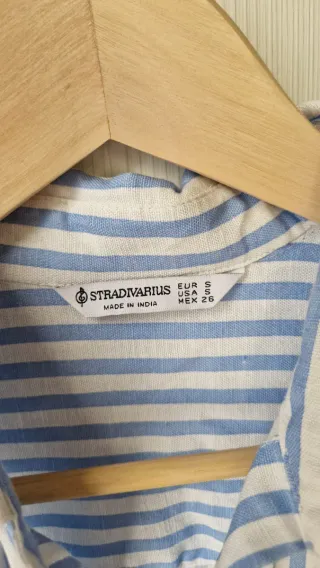 STRADIVARIUS
MADE IN INDIA
EUR S
USA S
MEX 26